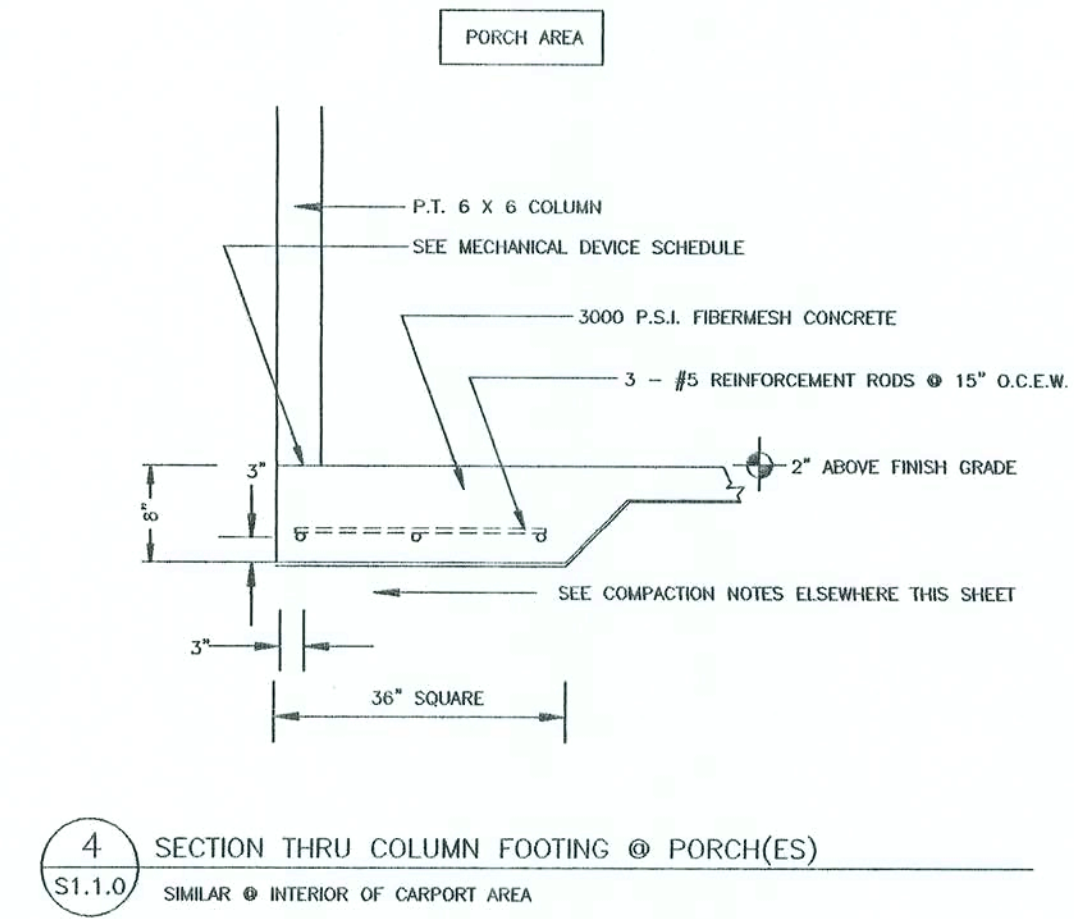 PORCH AREA
P.T. 6 X 6 COLUMN
SEE MECHANICAL DEVICE SCHEDULE
3000 P.S.I. FIBERMESH CONCRETE
3 - #5 REINFORCEMENT RODS @ 15" O.C.E.W.
3"
2" ABOVE FINISH GRADE
8"
SEE COMPACTION NOTES ELSEWHERE THIS SHEET
3"
36" SQUARE
4
SECTION THRU COLUMN FOOTING @ PORCH(ES)
S1.1.0
SIMILAR @ INTERIOR OF CARPORT AREA